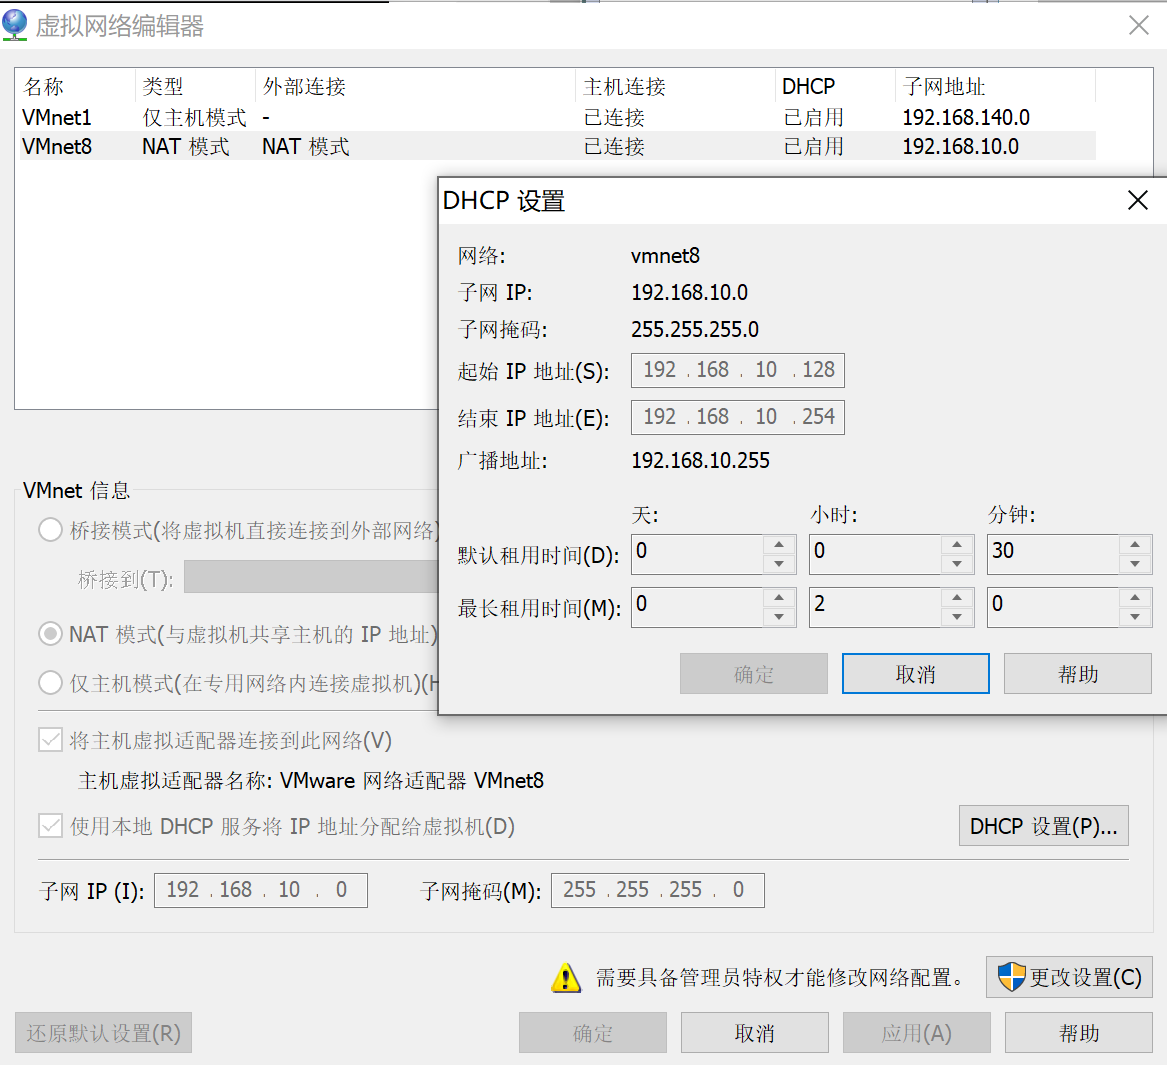 虚拟网络编辑器
名称 类型 外部连接 主机连接 DHCP 子网地址
VMnet1 仅主机模式 - 已连接 已启用 192.168.140.0
VMnet8 NAT 模式 NAT 模式 已连接 已启用 192.168.10.0
DHCP 设置
网络: vmnet8
子网 IP: 192.168.10.0
子网掩码: 255.255.255.0
起始 IP 地址(S): 192 . 168 . 10 . 128
结束 IP 地址(E): 192 . 168 . 10 . 254
广播地址: 192.168.10.255
天: 小时: 分钟:
默认租用时间(D): 0 0 30
最长租用时间(M): 0 2 0
确定 取消 帮助
VMnet 信息
桥接模式(将虚拟机直接连接到外部网络)
桥接到(T):
NAT 模式(与虚拟机共享主机的 IP 地址)
仅主机模式(在专用网络内连接虚拟机)(H
将主机虚拟适配器连接到此网络(V)
主机虚拟适配器名称: VMware 网络适配器 VMnet8
使用本地 DHCP 服务将 IP 地址分配给虚拟机(D) DHCP 设置(P)...
子网 IP (I): 192 . 168 . 10 . 0 子网掩码(M): 255 . 255 . 255 . 0
需要具备管理员特权才能修改网络配置。 更改设置(C)
还原默认设置(R) 确定 取消 应用(A) 帮助